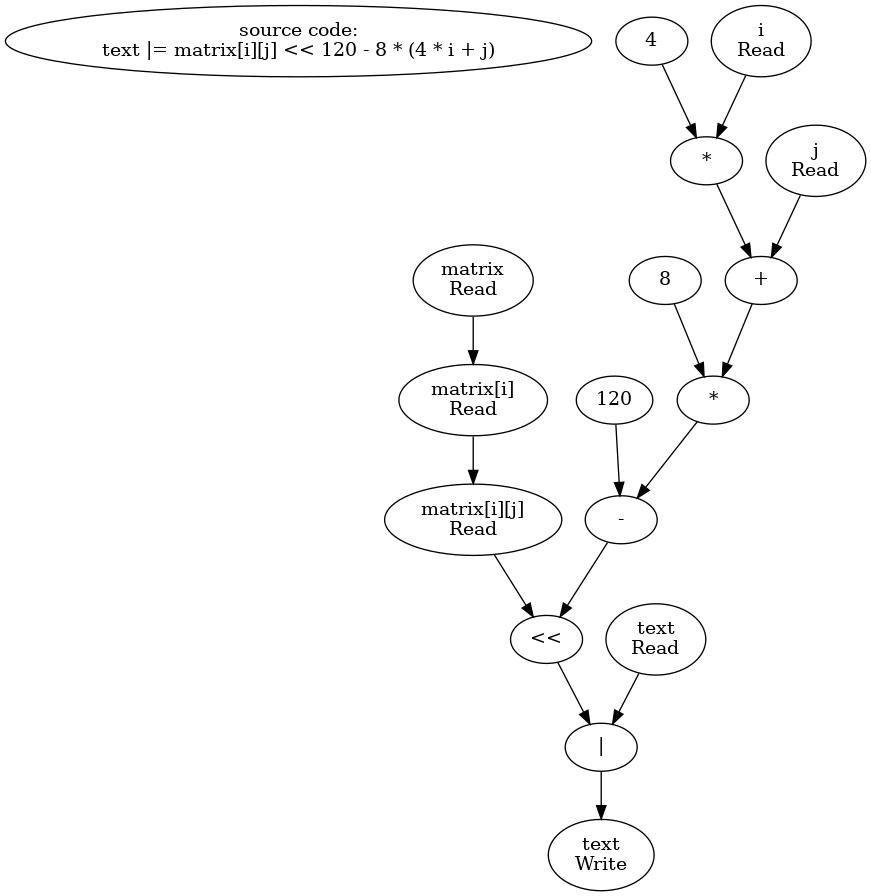 source code:
text |= matrix[i][j] << 120 - 8 * (4 * i + j)
4
i
Read
*
j
Read
matrix
Read
8
+
matrix[i]
Read
120
*
matrix[i][j]
Read
-
<<
text
Read
|
text
Write